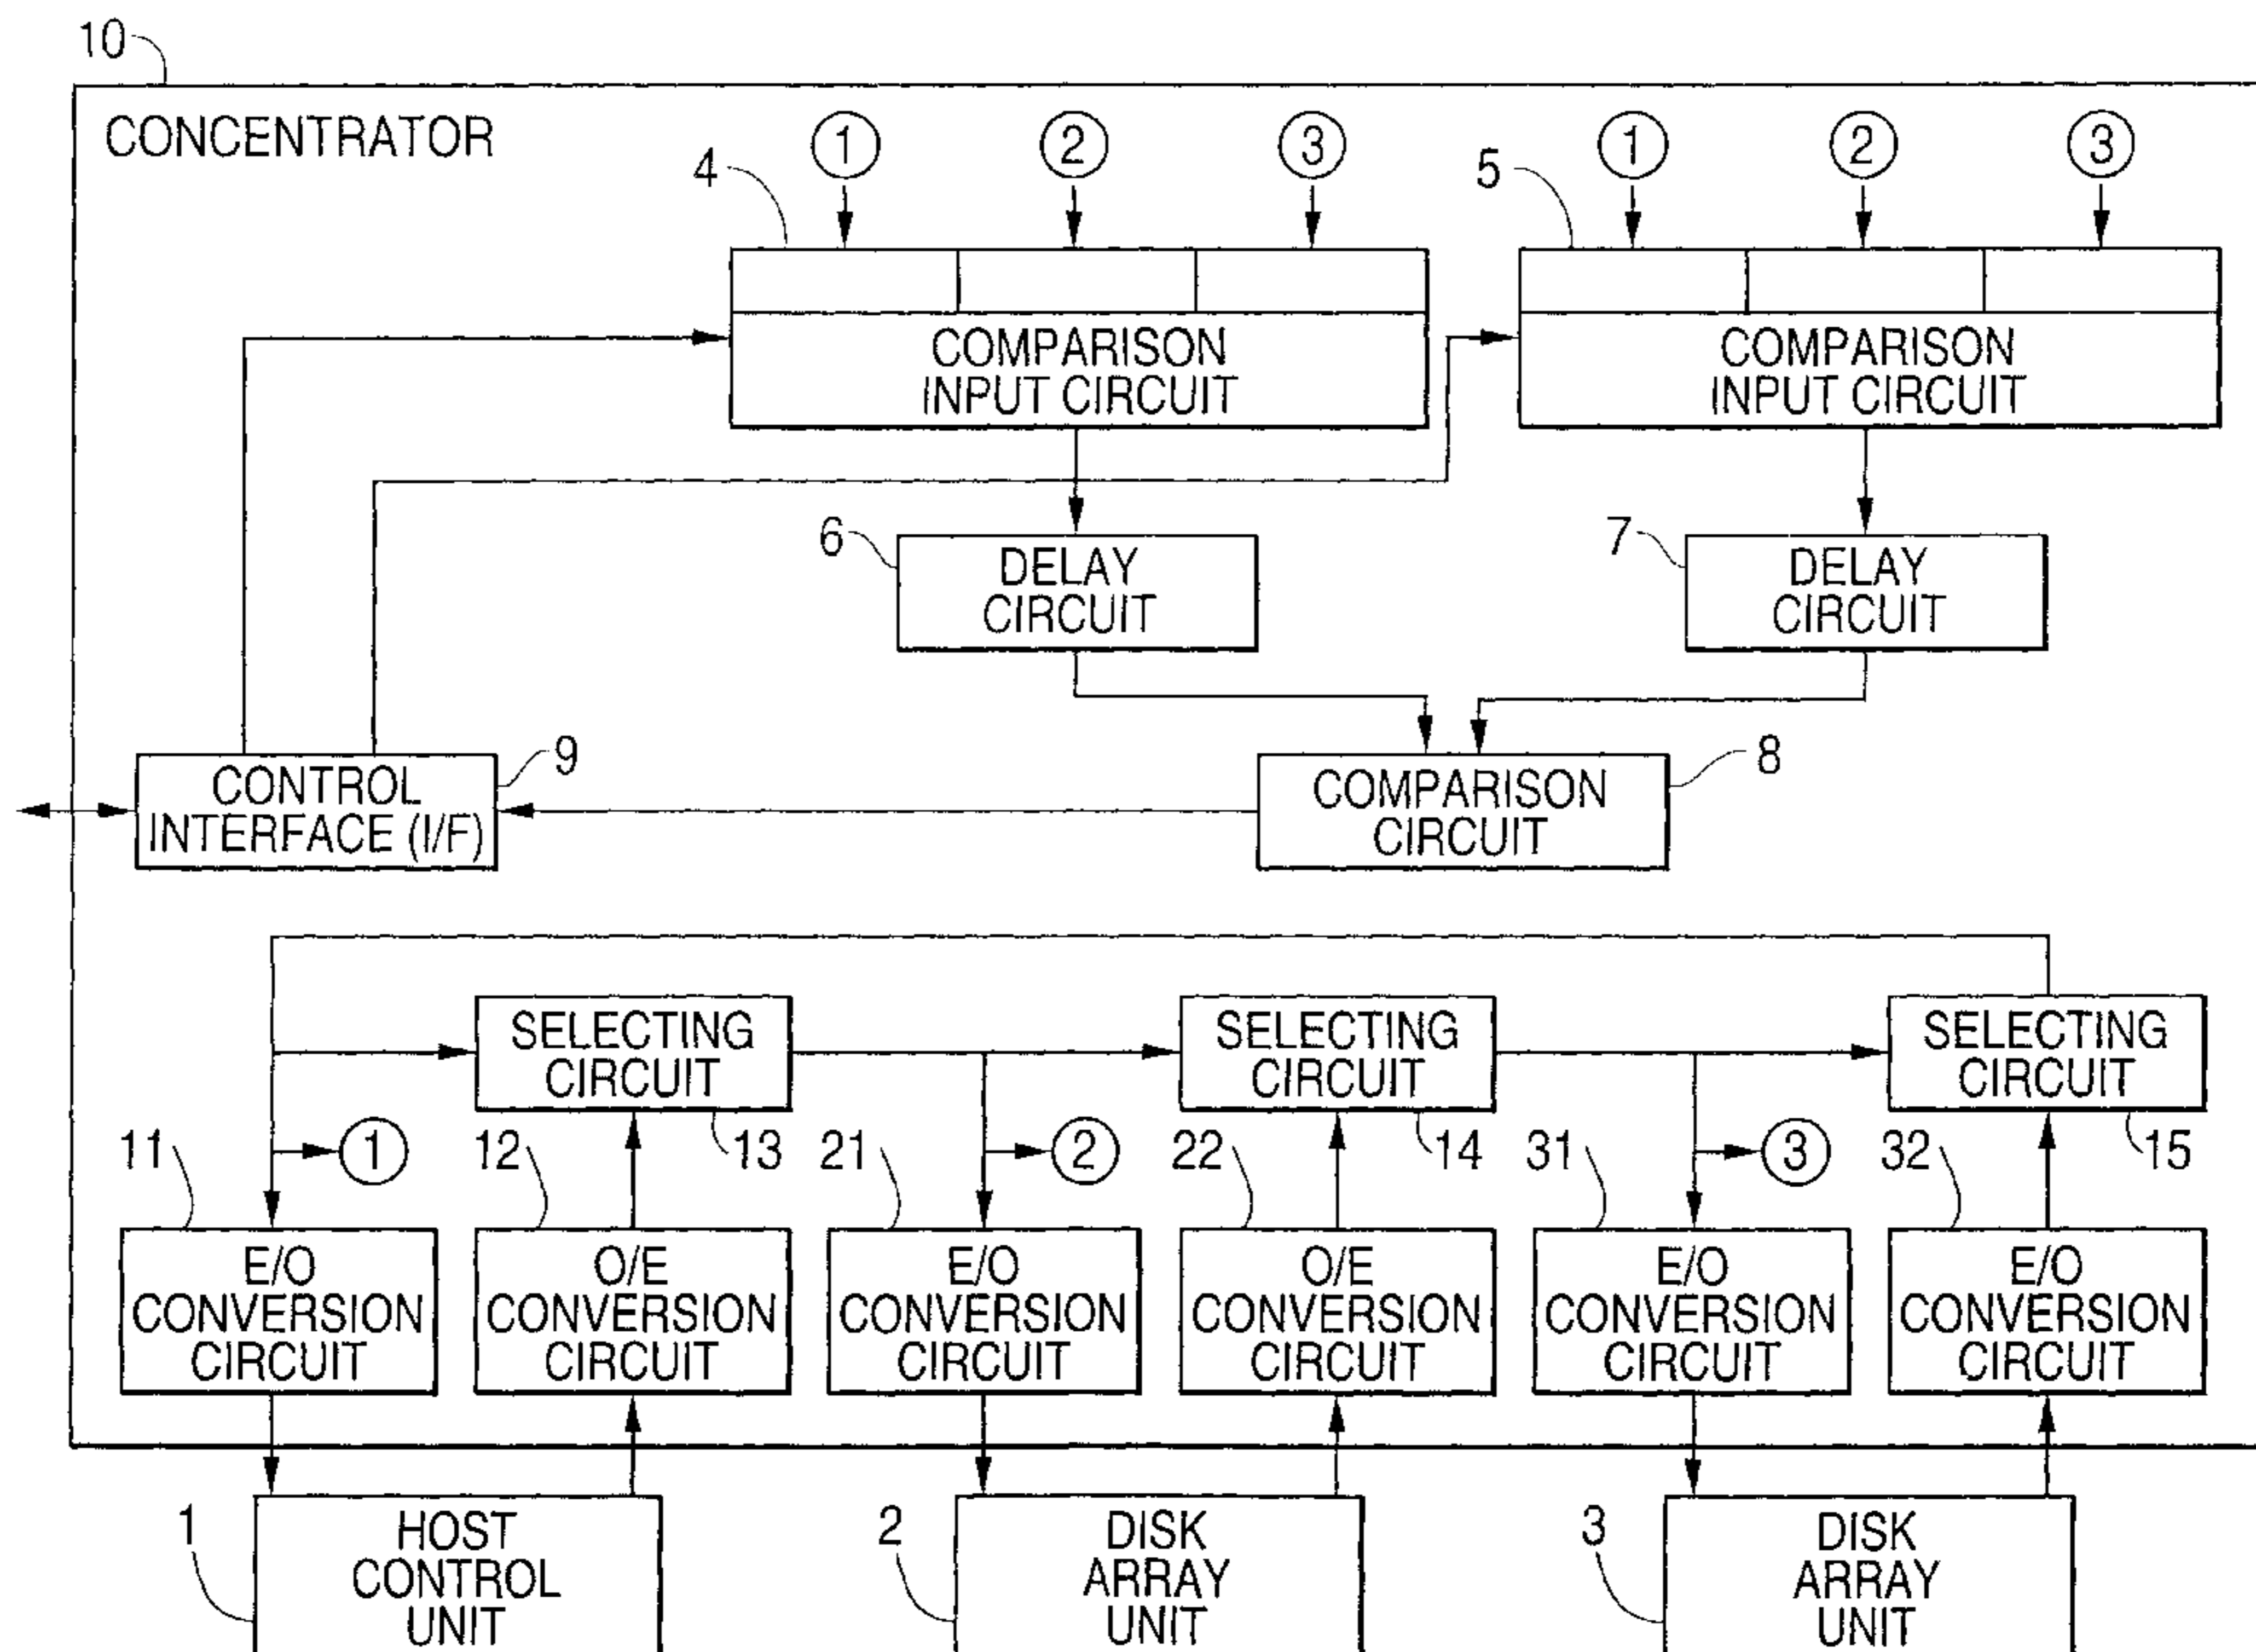 10
CONCENTRATOR
4
1
2
3
5
1
2
3
COMPARISON
INPUT CIRCUIT
COMPARISON
INPUT CIRCUIT
6
DELAY
CIRCUIT
7
DELAY
CIRCUIT
CONTROL
INTERFACE (I/F)
9
COMPARISON
CIRCUIT
8
SELECTING
CIRCUIT
13
SELECTING
CIRCUIT
14
SELECTING
CIRCUIT
15
1
2
3
11
E/O
CONVERSION
CIRCUIT
12
O/E
CONVERSION
CIRCUIT
21
E/O
CONVERSION
CIRCUIT
22
O/E
CONVERSION
CIRCUIT
31
E/O
CONVERSION
CIRCUIT
32
E/O
CONVERSION
CIRCUIT
1
HOST
CONTROL
UNIT
2
DISK
ARRAY
UNIT
3
DISK
ARRAY
UNIT